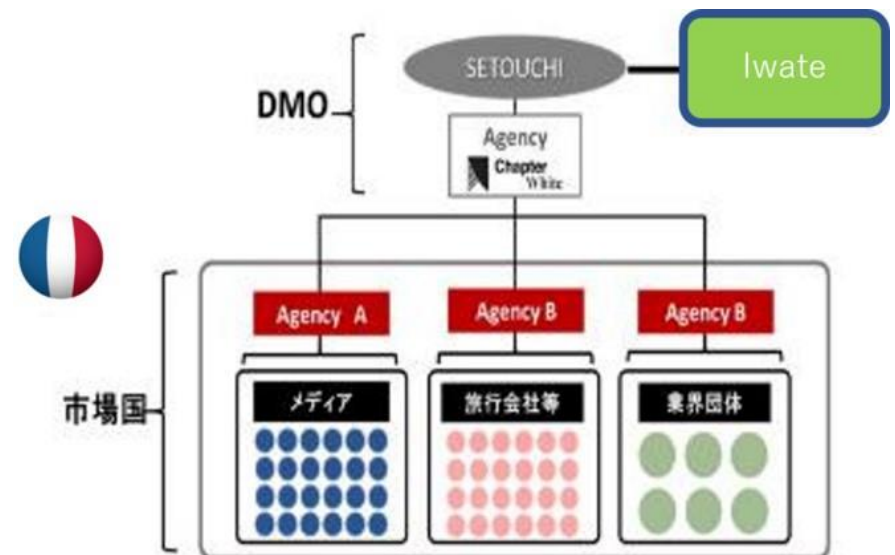 SETOUCHI
Iwate
DMO
Agency
Chapter
White
Agency A
Agency B
Agency B
市場国
メディア
旅行会社等
業界団体